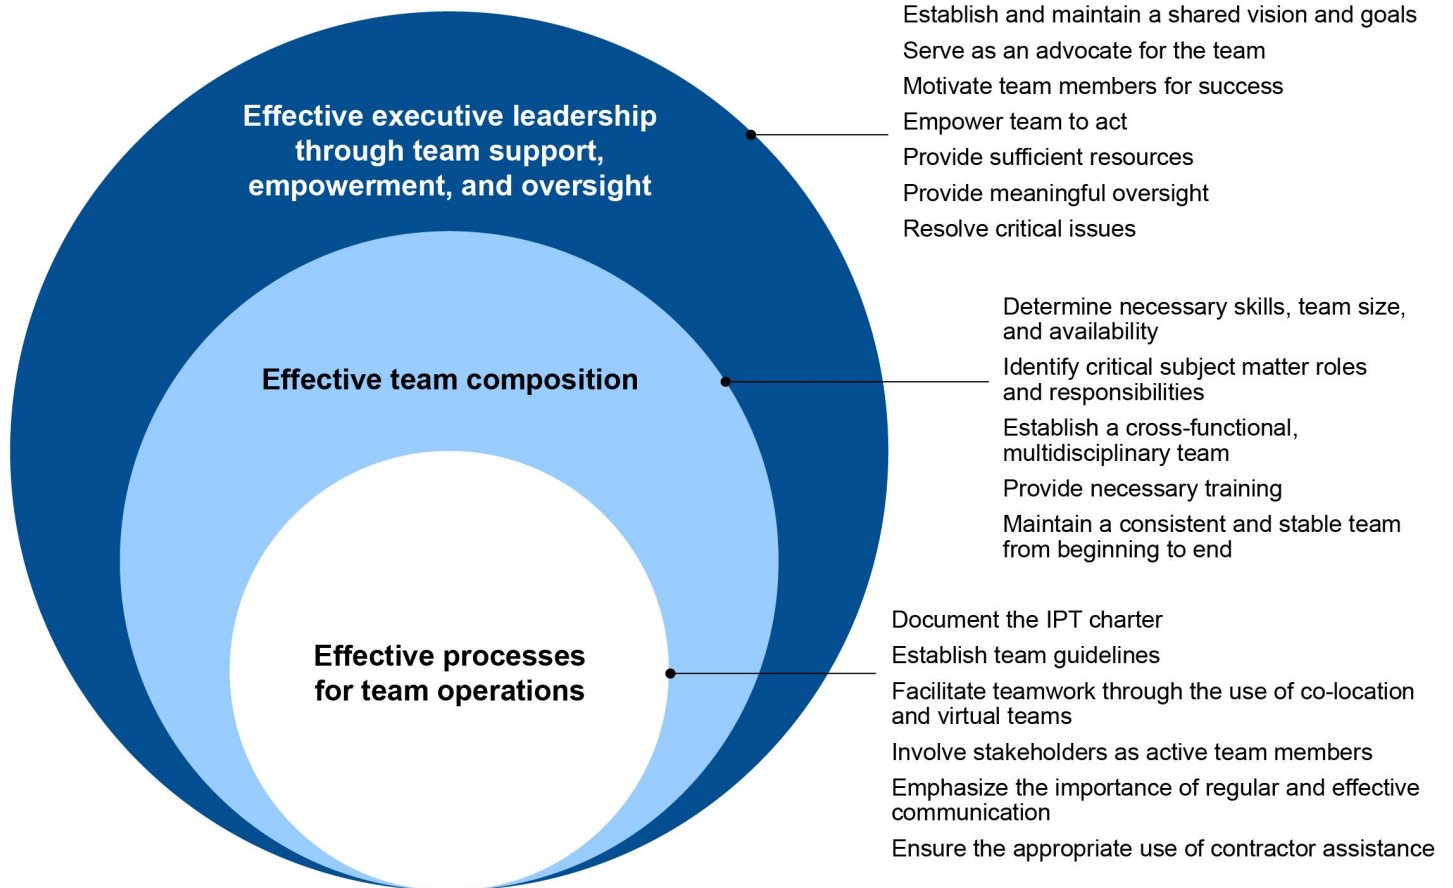 Effective executive leadership
through team support,
empowerment, and oversight
Establish and maintain a shared vision and goals
Serve as an advocate for the team
Motivate team members for success
Empower team to act
Provide sufficient resources
Provide meaningful oversight
Resolve critical issues
Effective team composition
Determine necessary skills, team size,
and availability
Identify critical subject matter roles
and responsibilities
Establish a cross-functional,
multidisciplinary team
Provide necessary training
Maintain a consistent and stable team
from beginning to end
Effective processes
for team operations
Document the IPT charter
Establish team guidelines
Facilitate teamwork through the use of co-location
and virtual teams
Involve stakeholders as active team members
Emphasize the importance of regular and effective
communication
Ensure the appropriate use of contractor assistance